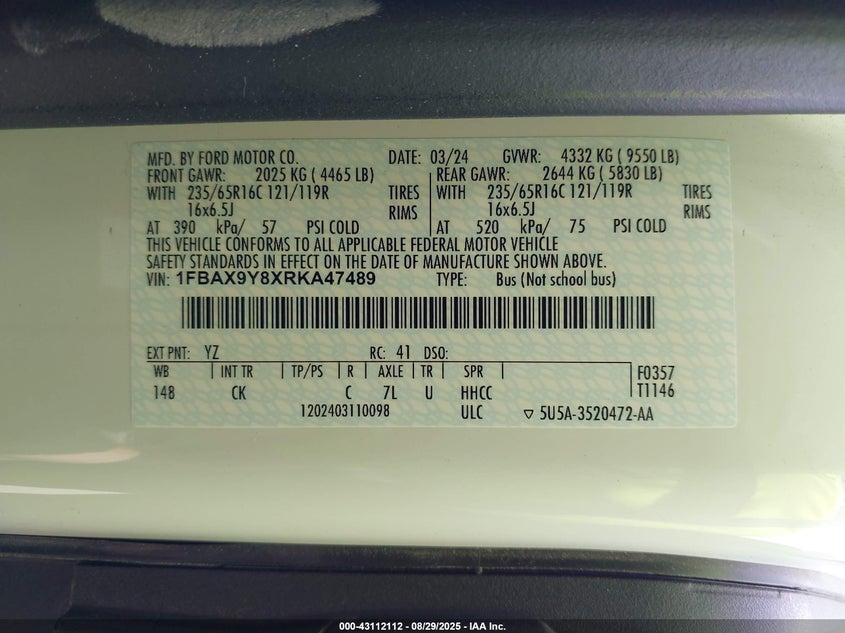 MFD. BY FORD MOTOR CO. DATE: 03/24 GVWR: 4332 KG ( 9550 LB)
FRONT GAWR: 2025 KG ( 4465 LB) REAR GAWR: 2644 KG ( 5830 LB)
WITH 235/65R16C 121/119R TIRES WITH 235/65R16C 121/119R TIRES
16x6.5J RIMS 16x6.5J RIMS
AT 390 kPa/ 57 PSI COLD AT 520 kPa/ 75 PSI COLD
THIS VEHICLE CONFORMS TO ALL APPLICABLE FEDERAL MOTOR VEHICLE
SAFETY STANDARDS IN EFFECT ON THE DATE OF MANUFACTURE SHOWN ABOVE.
VIN: 1FBAX9Y8XRKA47489 TYPE: Bus (Not school bus)
EXT PNT: YZ RC: 41 DSO:
WB INT TR TP/PS R AXLE TR SPR F0357
148 CK C 7L U HHCC T1146
1202403110098 ULC ▽ 5U5A-3520472-AA
000-43112112 - 08/29/2025 - IAA Inc.